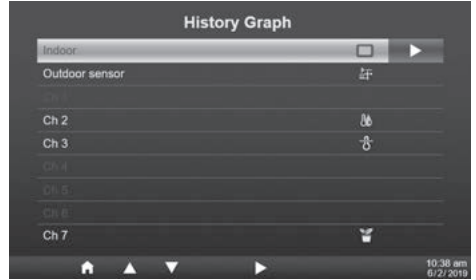 History Graph
Indoor
Outdoor sensor
Ch 1
Ch 2
Ch 3
Ch 4
Ch 5
Ch 6
Ch 7
10:38 am
6/2/2019